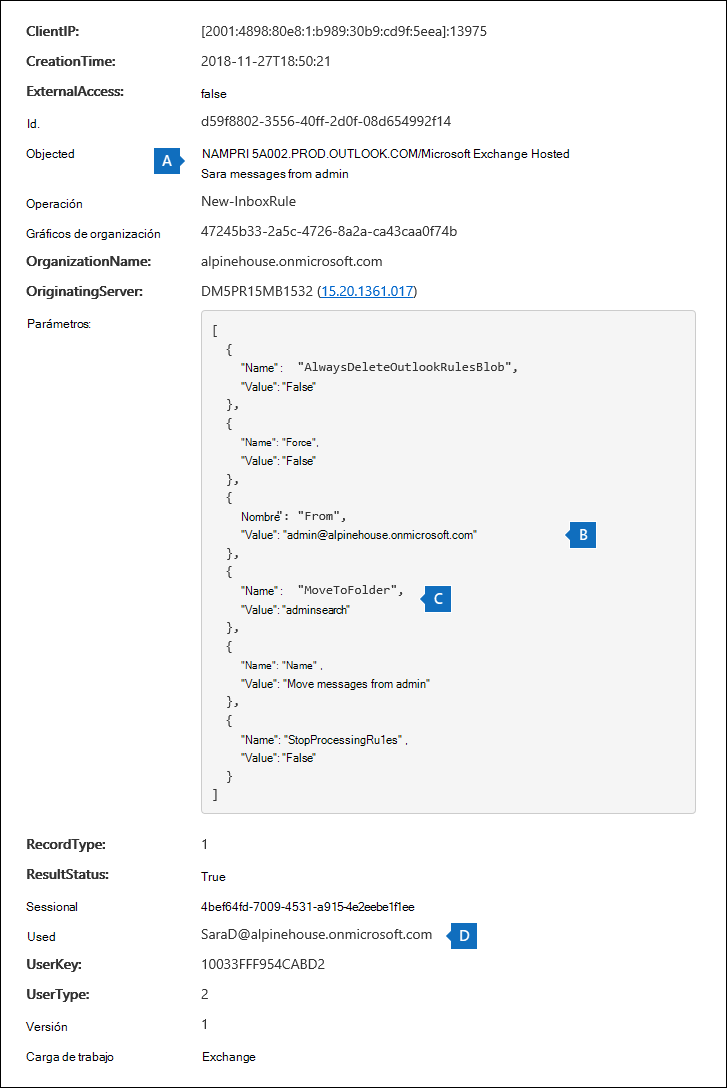 ClientIP: [2001:4898:80e8:1:b989:30b9:cd9f:5eea]:13975
CreationTime: 2018-11-27T18:50:21
ExternalAccess: false
Id. d59f8802-3556-40ff-2d0f-08d654992f14
Objected A NAMPRI 5A002.PROD.OUTLOOK.COM/Microsoft Exchange Hosted
Sara messages from admin
Operación New-InboxRule
Gráficos de organización 47245b33-2a5c-4726-8a2a-ca43caa0f74b
OrganizationName: alpinehouse.onmicrosoft.com
OriginatingServer: DM5PR15MB1532 (15.20.1361.017)
Parámetros:
[
{
"Name": "AlwaysDeleteOutlookRulesBlob",
"Value": "False"
},
{
"Name": "Force",
"Value": "False"
},
{
Nombre": "From",
"Value": "admin@alpinehouse.onmicrosoft.com" B
},
{
"Name": "MoveToFolder", C
"Value": "adminsearch"
},
{
"Name": "Name" ,
"Value": "Move messages from admin"
},
{
"Name": "StopProcessingRu1es" ,
"Value": "False"
}
]
RecordType: 1
ResultStatus: True
Sessional 4bef64fd-7009-4531-a915-4e2eebe1f1ee
Used SaraD@alpinehouse.onmicrosoft.com D
UserKey: 10033FFF954CABD2
UserType: 2
Versión 1
Carga de trabajo Exchange